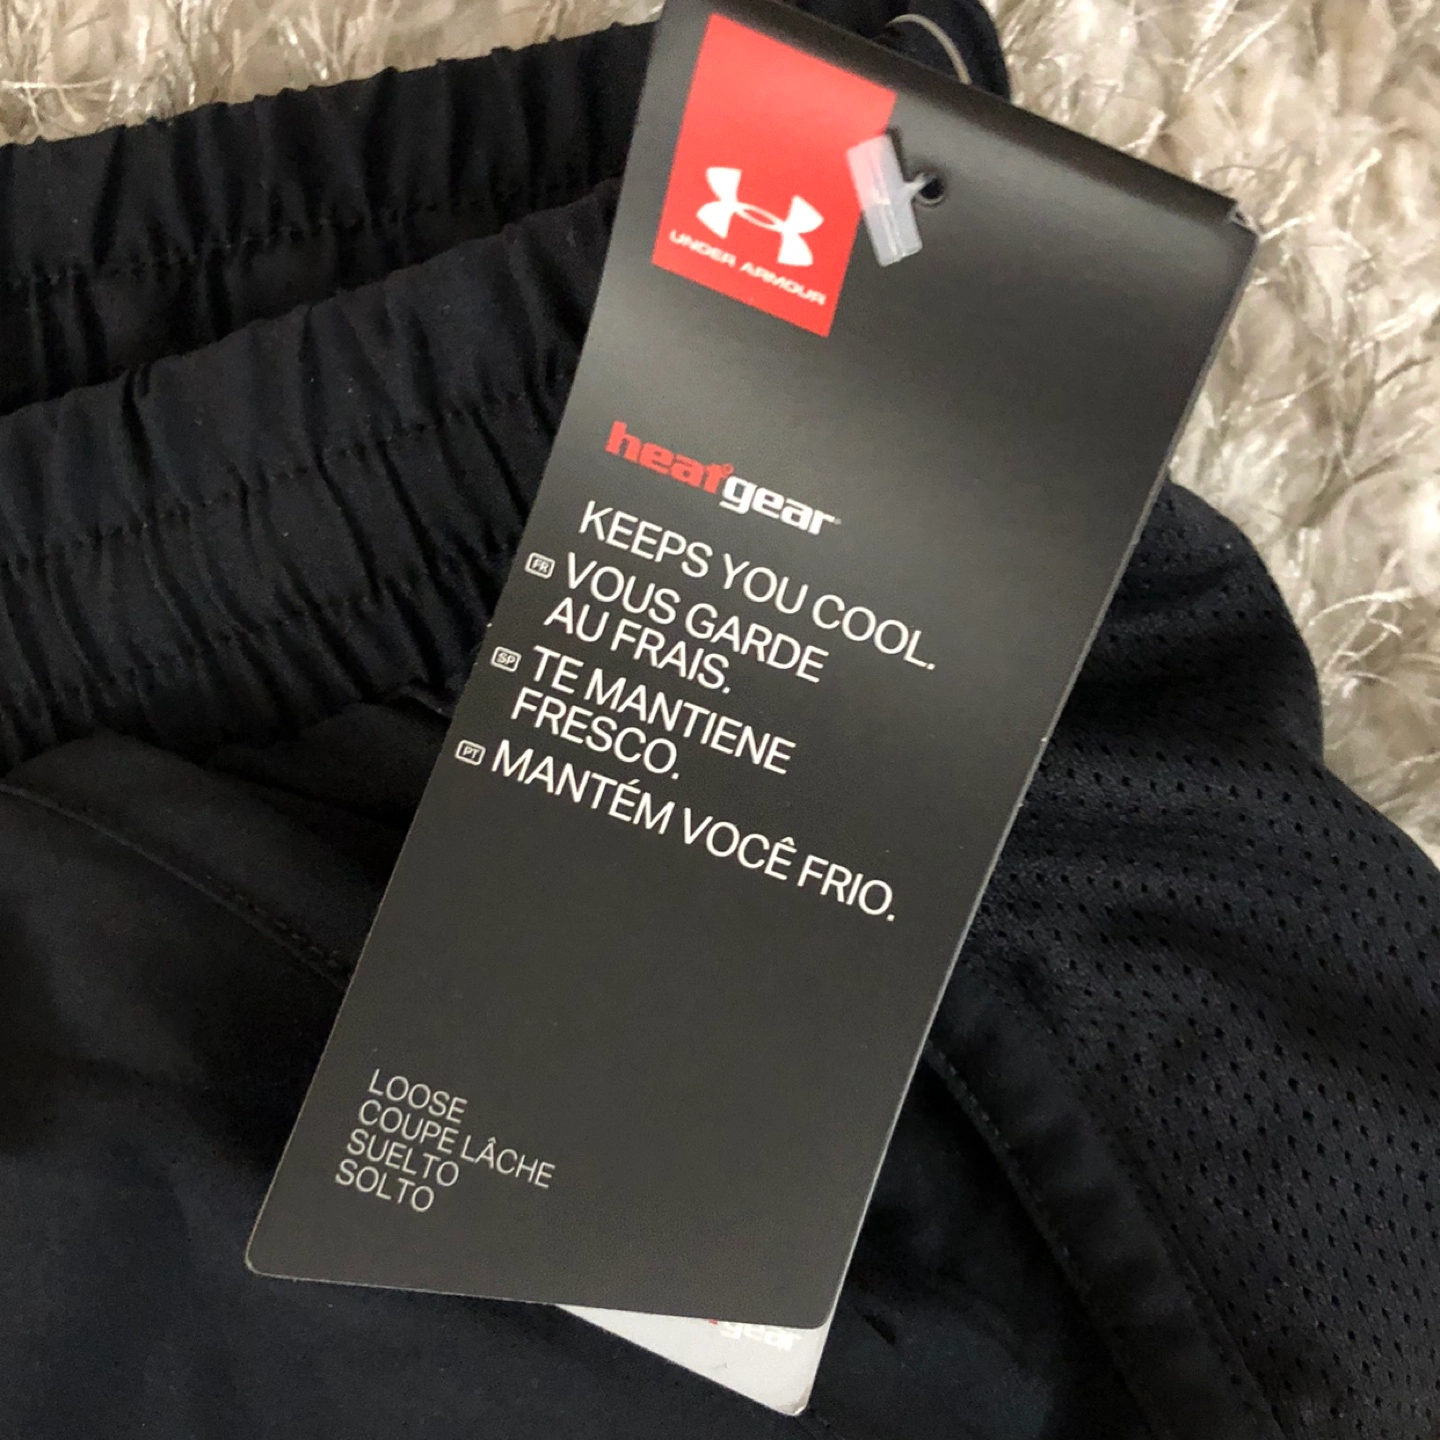 UNDER ARMOUR
heatgear
KEEPS YOU COOL.
FR VOUS GARDE
AU FRAIS.
SP TE MANTIENE
FRESCO.
PT MANTÉM VOCÊ FRIO.
LOOSE
COUPE LÂCHE
SUELTO
SOLTO
gear